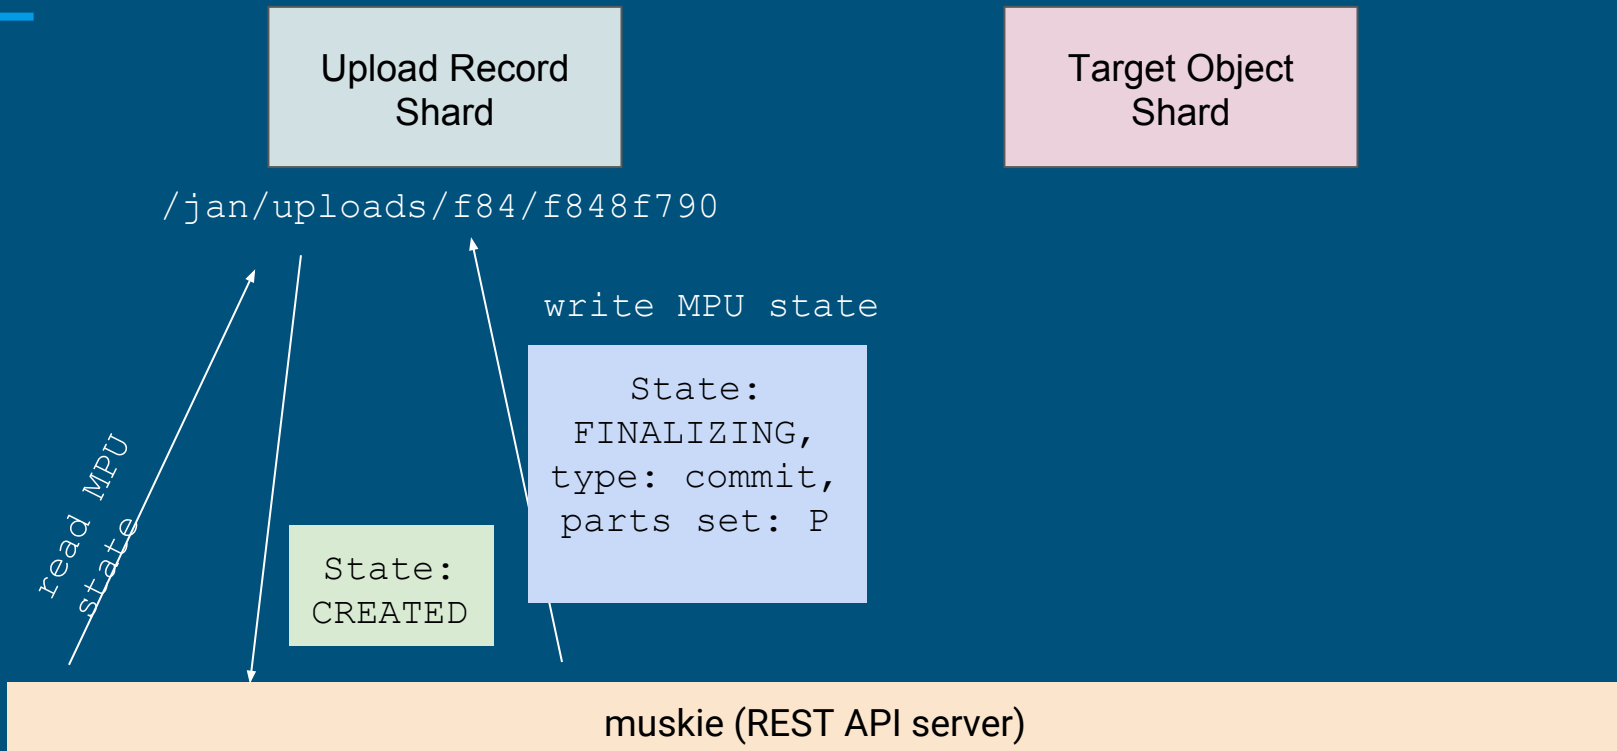 Upload Record
Shard
Target Object
Shard
/jan/uploads/f84/f848f790
write MPU state
State:
FINALIZING,
type: commit,
parts set: P
read MPU
state
State:
CREATED
muskie (REST API server)